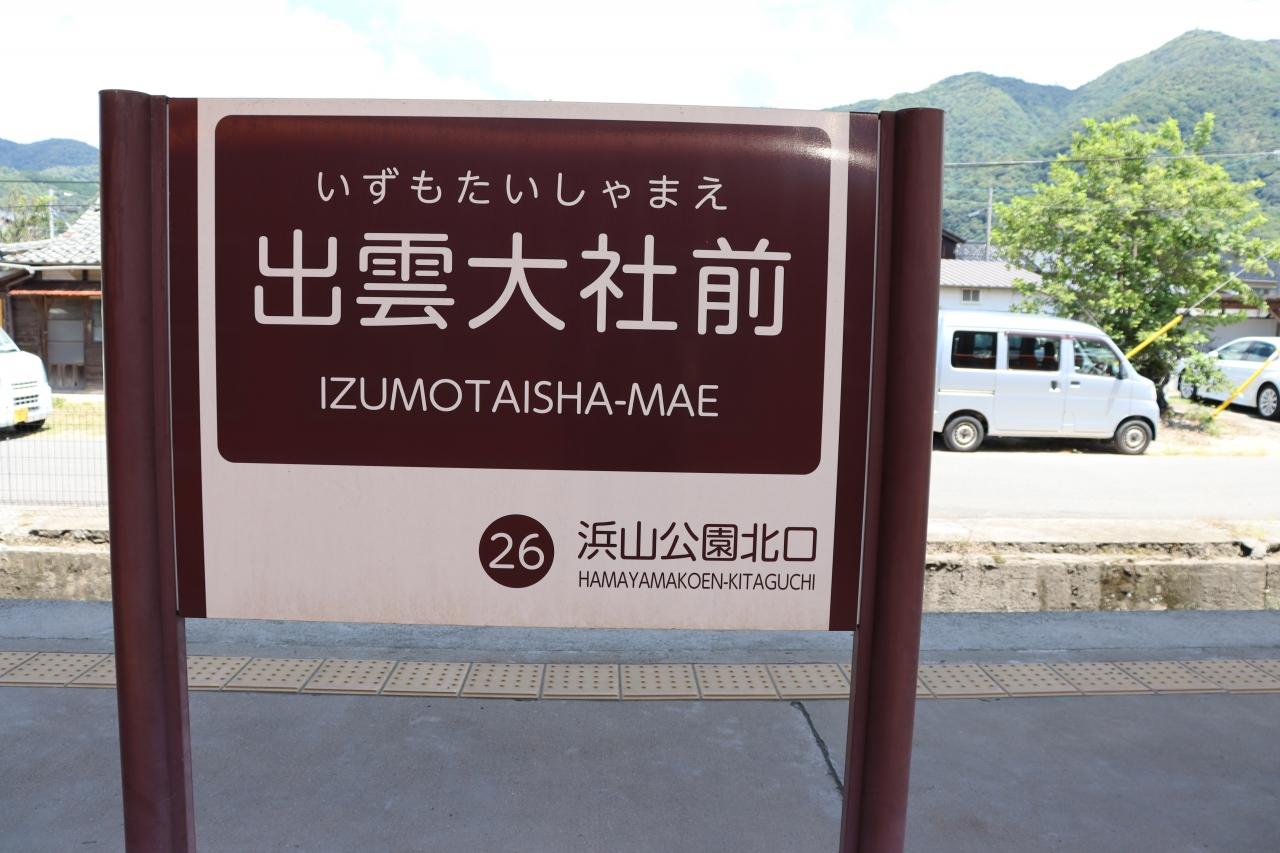 いずもたいしゃまえ
出雲大社前
IZUMOTAISHA-MAE
26 浜山公園北口
HAMAYAMAKOEN-KITAGUCHI